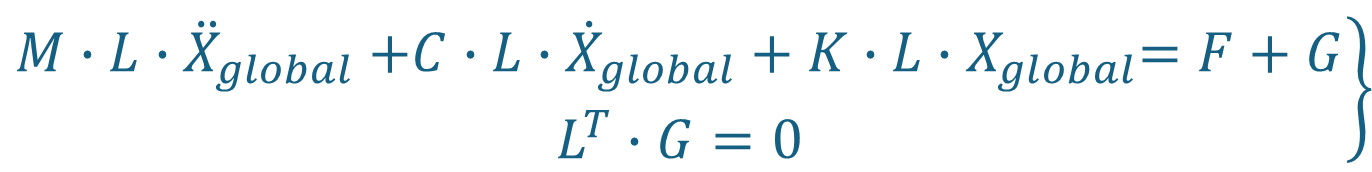 M · L · Ẍ_global + C · L · Ẋ_global + K · L · X_global = F + G
L^T · G = 0